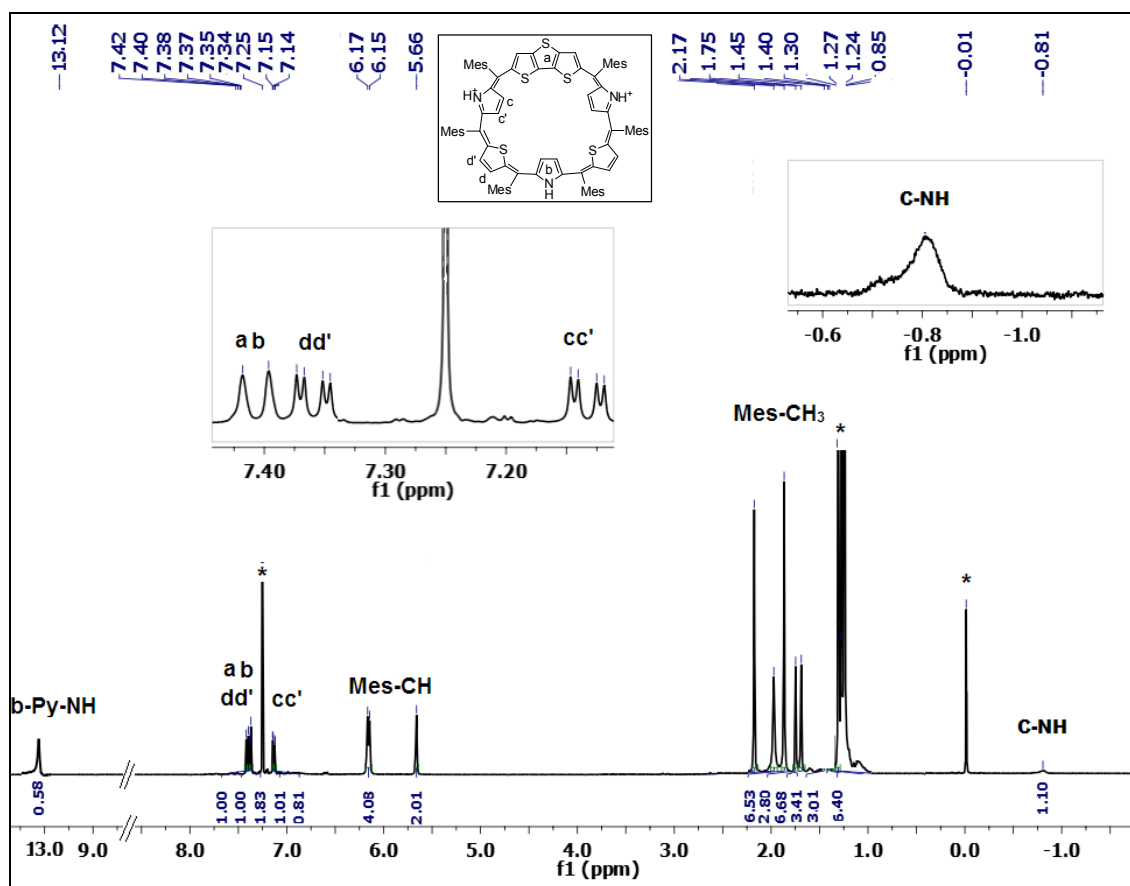 13.12
7.42
7.40
7.38
7.37
7.35
7.34
7.25
7.15
7.14
6.17
6.15
5.66
2.17
1.75
1.45
1.40
1.30
1.27
1.24
0.85
-0.01
-0.81
S
a
Mes
S
S
Mes
HN+
c
c'
NH+
Mes
Mes
S
S
d'
d
b
N
H
Mes
Mes
C-NH
-0.6
-0.8
-1.0
f1 (ppm)
a b
dd'
cc'
7.40
7.30
7.20
f1 (ppm)
Mes-CH3
*
*
*
a b
dd'
cc'
Mes-CH
b-Py-NH
C-NH
0.58
1.00
1.00
1.83
1.01
0.81
4.08
2.01
6.53
2.80
6.68
3.41
3.01
6.40
1.10
13.0
9.0
8.0
7.0
6.0
5.0
4.0
3.0
2.0
1.0
0.0
-1.0
f1 (ppm)